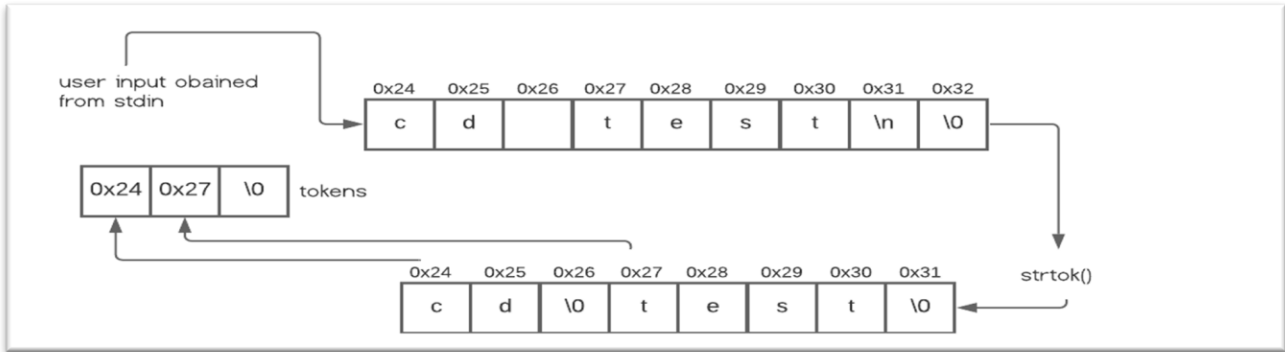 user input obained
from stdin
0x24 0x25 0x26 0x27 0x28 0x29 0x30 0x31 0x32
c d t e s t \n \0
0x24 0x27 \0 tokens
0x24 0x25 0x26 0x27 0x28 0x29 0x30 0x31
strtok()
c d \0 t e s t \0